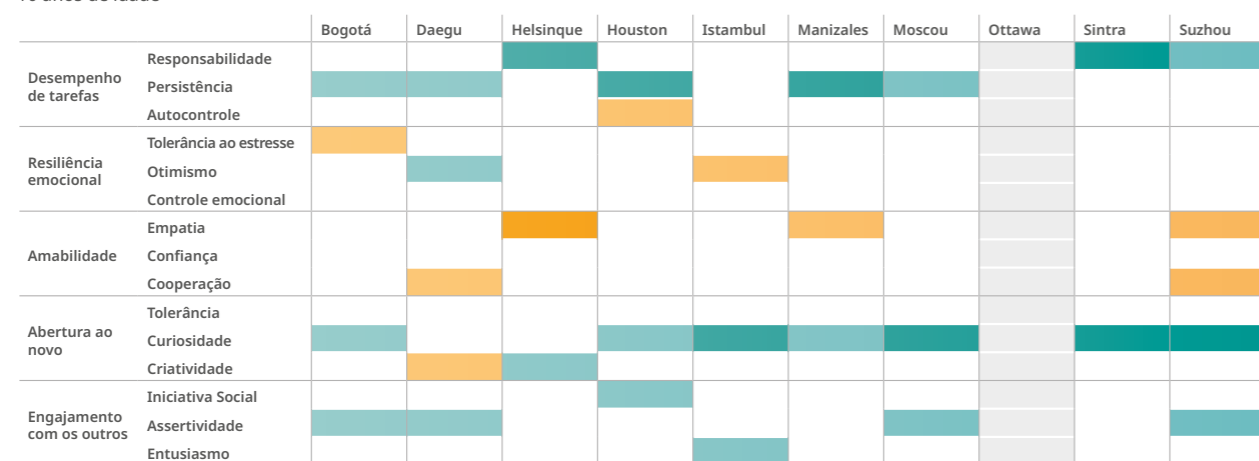 Bogotá Daegu Helsinque Houston Istambul Manizales Moscou Ottawa Sintra Suzhou
Desempenho
de tarefas
Responsabilidade
Persistência
Autocontrole
Resiliência
emocional
Tolerância ao estresse
Otimismo
Controle emocional
Amabilidade
Empatia
Confiança
Cooperação
Abertura ao
novo
Tolerância
Curiosidade
Criatividade
Engajamento
com os outros
Iniciativa Social
Assertividade
Entusiasmo